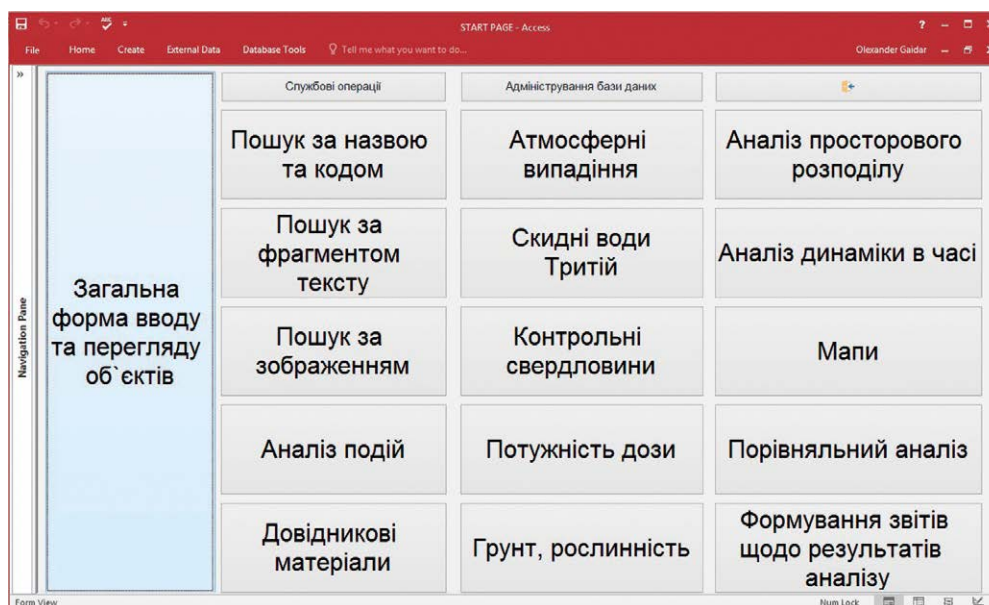 START PAGE - Access
File Home Create External Data Database Tools Tell me what you want to do... Olexander Gaidar
Navigation Pane
Загальна
форма вводу
та перегляду
об`єктів
Службові операції
Адміністрування бази даних
Пошук за назвою
та кодом
Атмосферні
випадіння
Аналіз просторового
розподілу
Пошук за
фрагментом
тексту
Скидні води
Тритій
Аналіз динаміки в часі
Пошук за
зображенням
Контрольні
свердловини
Мапи
Аналіз подій
Потужність дози
Порівняльний аналіз
Довідникові
матеріали
Грунт, рослинність
Формування звітів
щодо результатів
аналізу
Form View
Num Lock